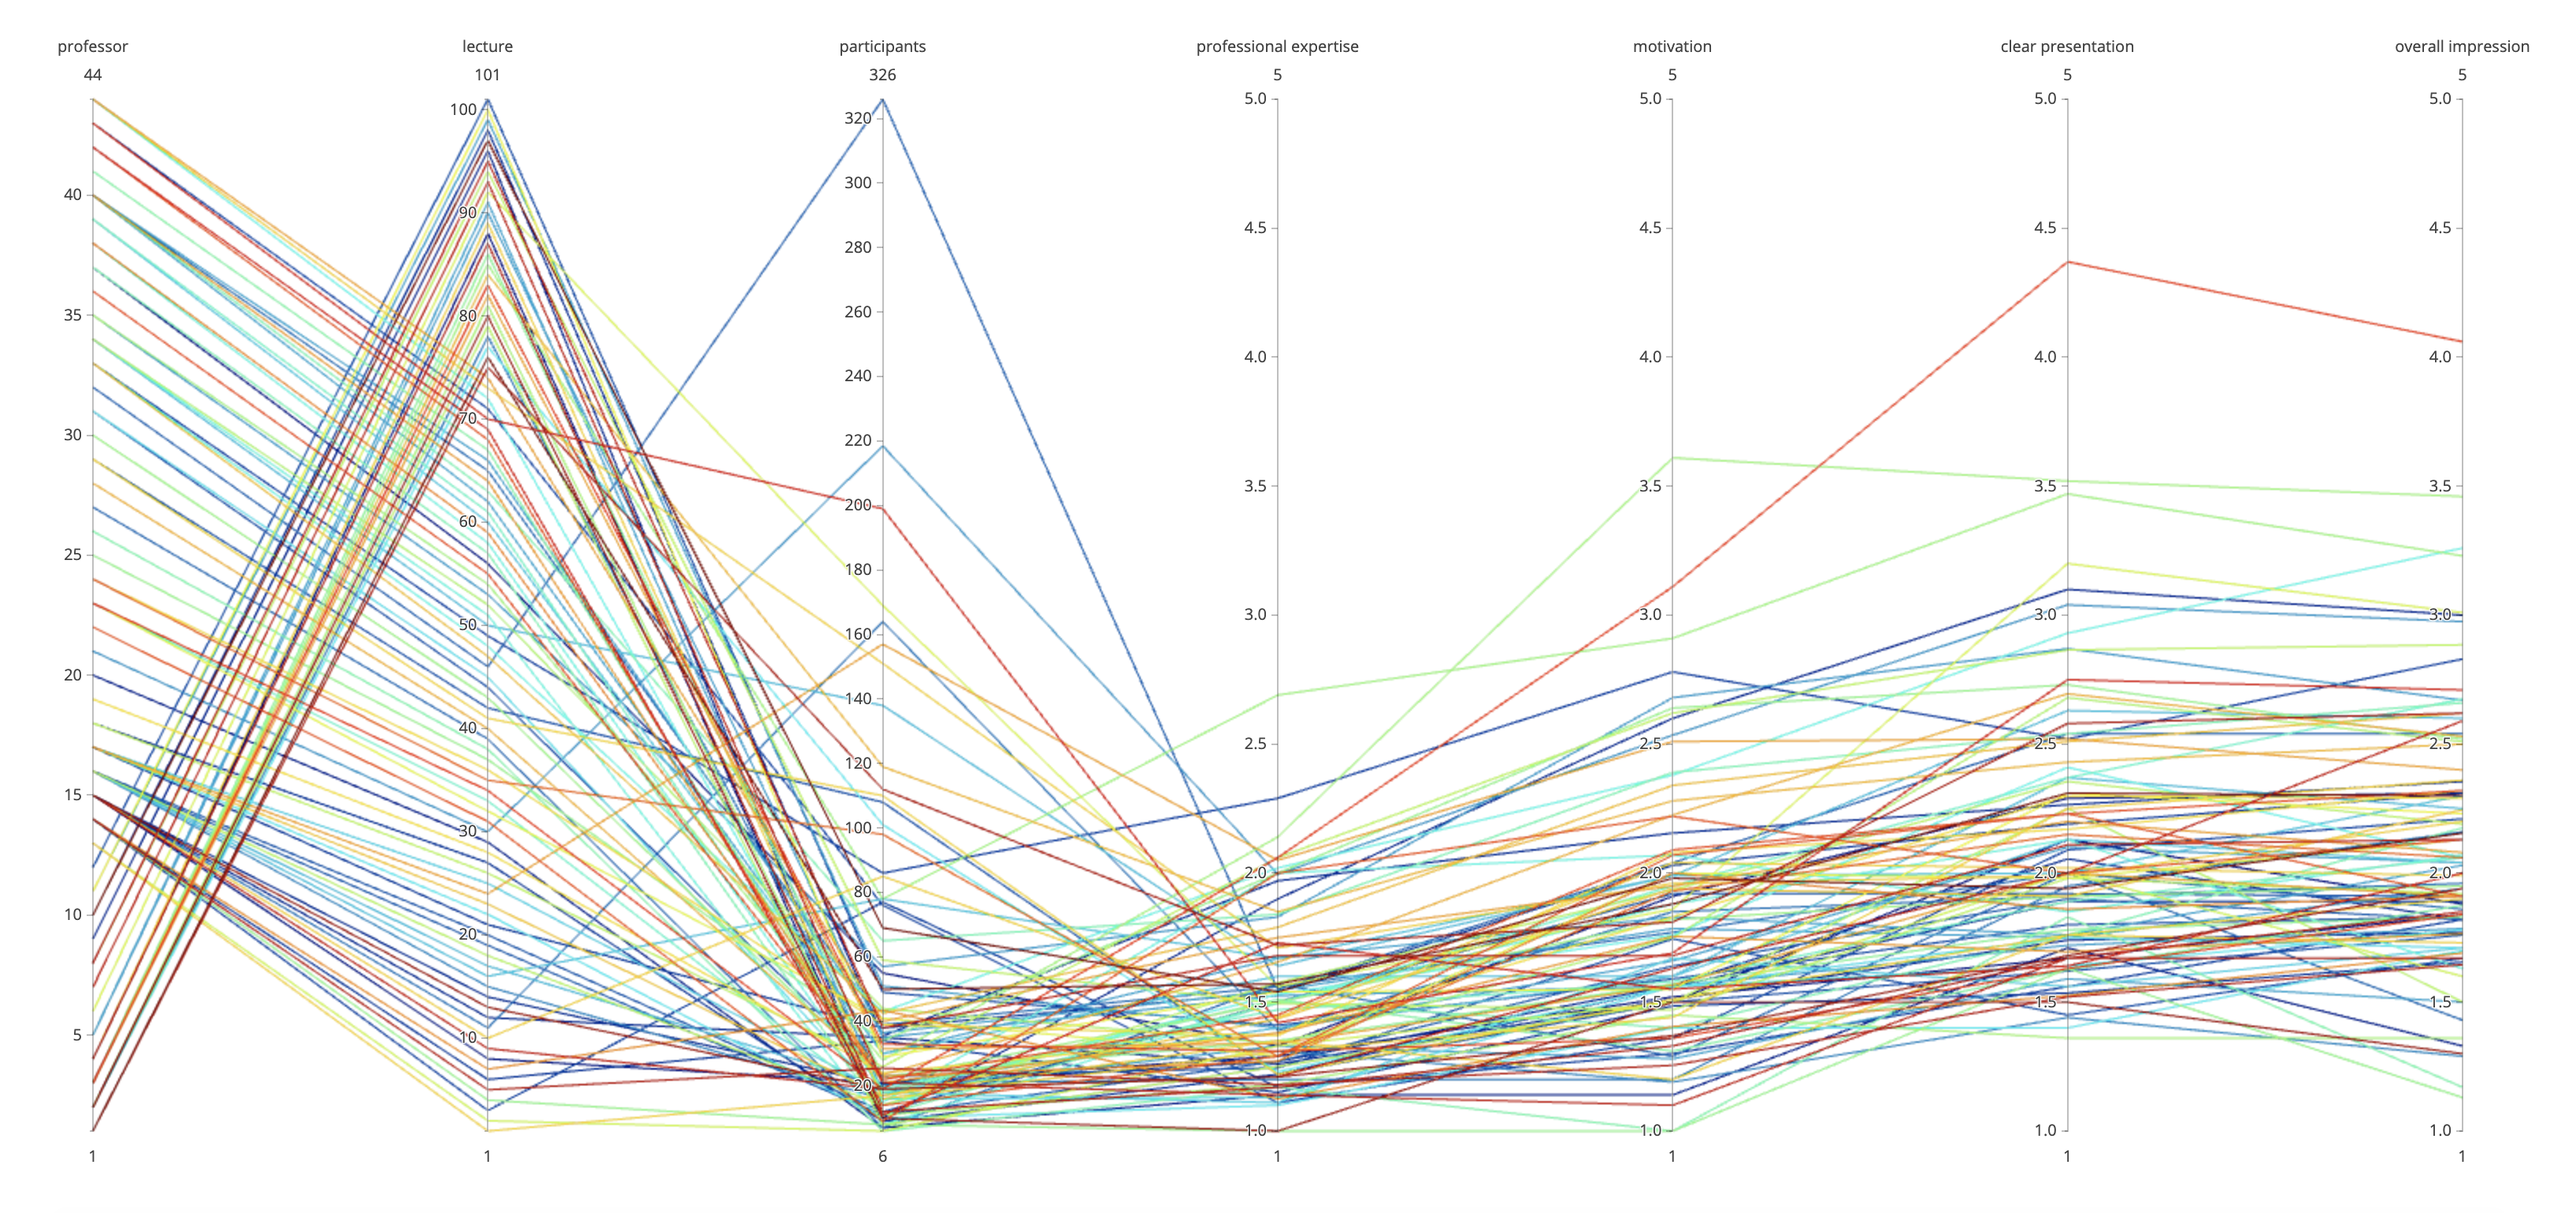 professor lecture participants professional expertise motivation clear presentation overall impression
44 101 326 5 5 5 5
5.0 5.0 5.0 5.0
100
320
40
300
90
4.5 4.5 4.5 4.5
280
260
35 80
4.0 4.0 4.0 4.0
240
70
30
220
3.5 3.5 3.5 3.5
200
60
25
180
3.0 3.0 3.0 3.0
50
160
20
140
40
2.5 2.5 2.5 2.5
120
15
100
30
2.0 2.0 2.0 2.0
80
10
20
60
1.5 1.5 1.5 1.5
40
5 10
20
1.0 1.0 1.0 1.0
1 1 6 1 1 1 1